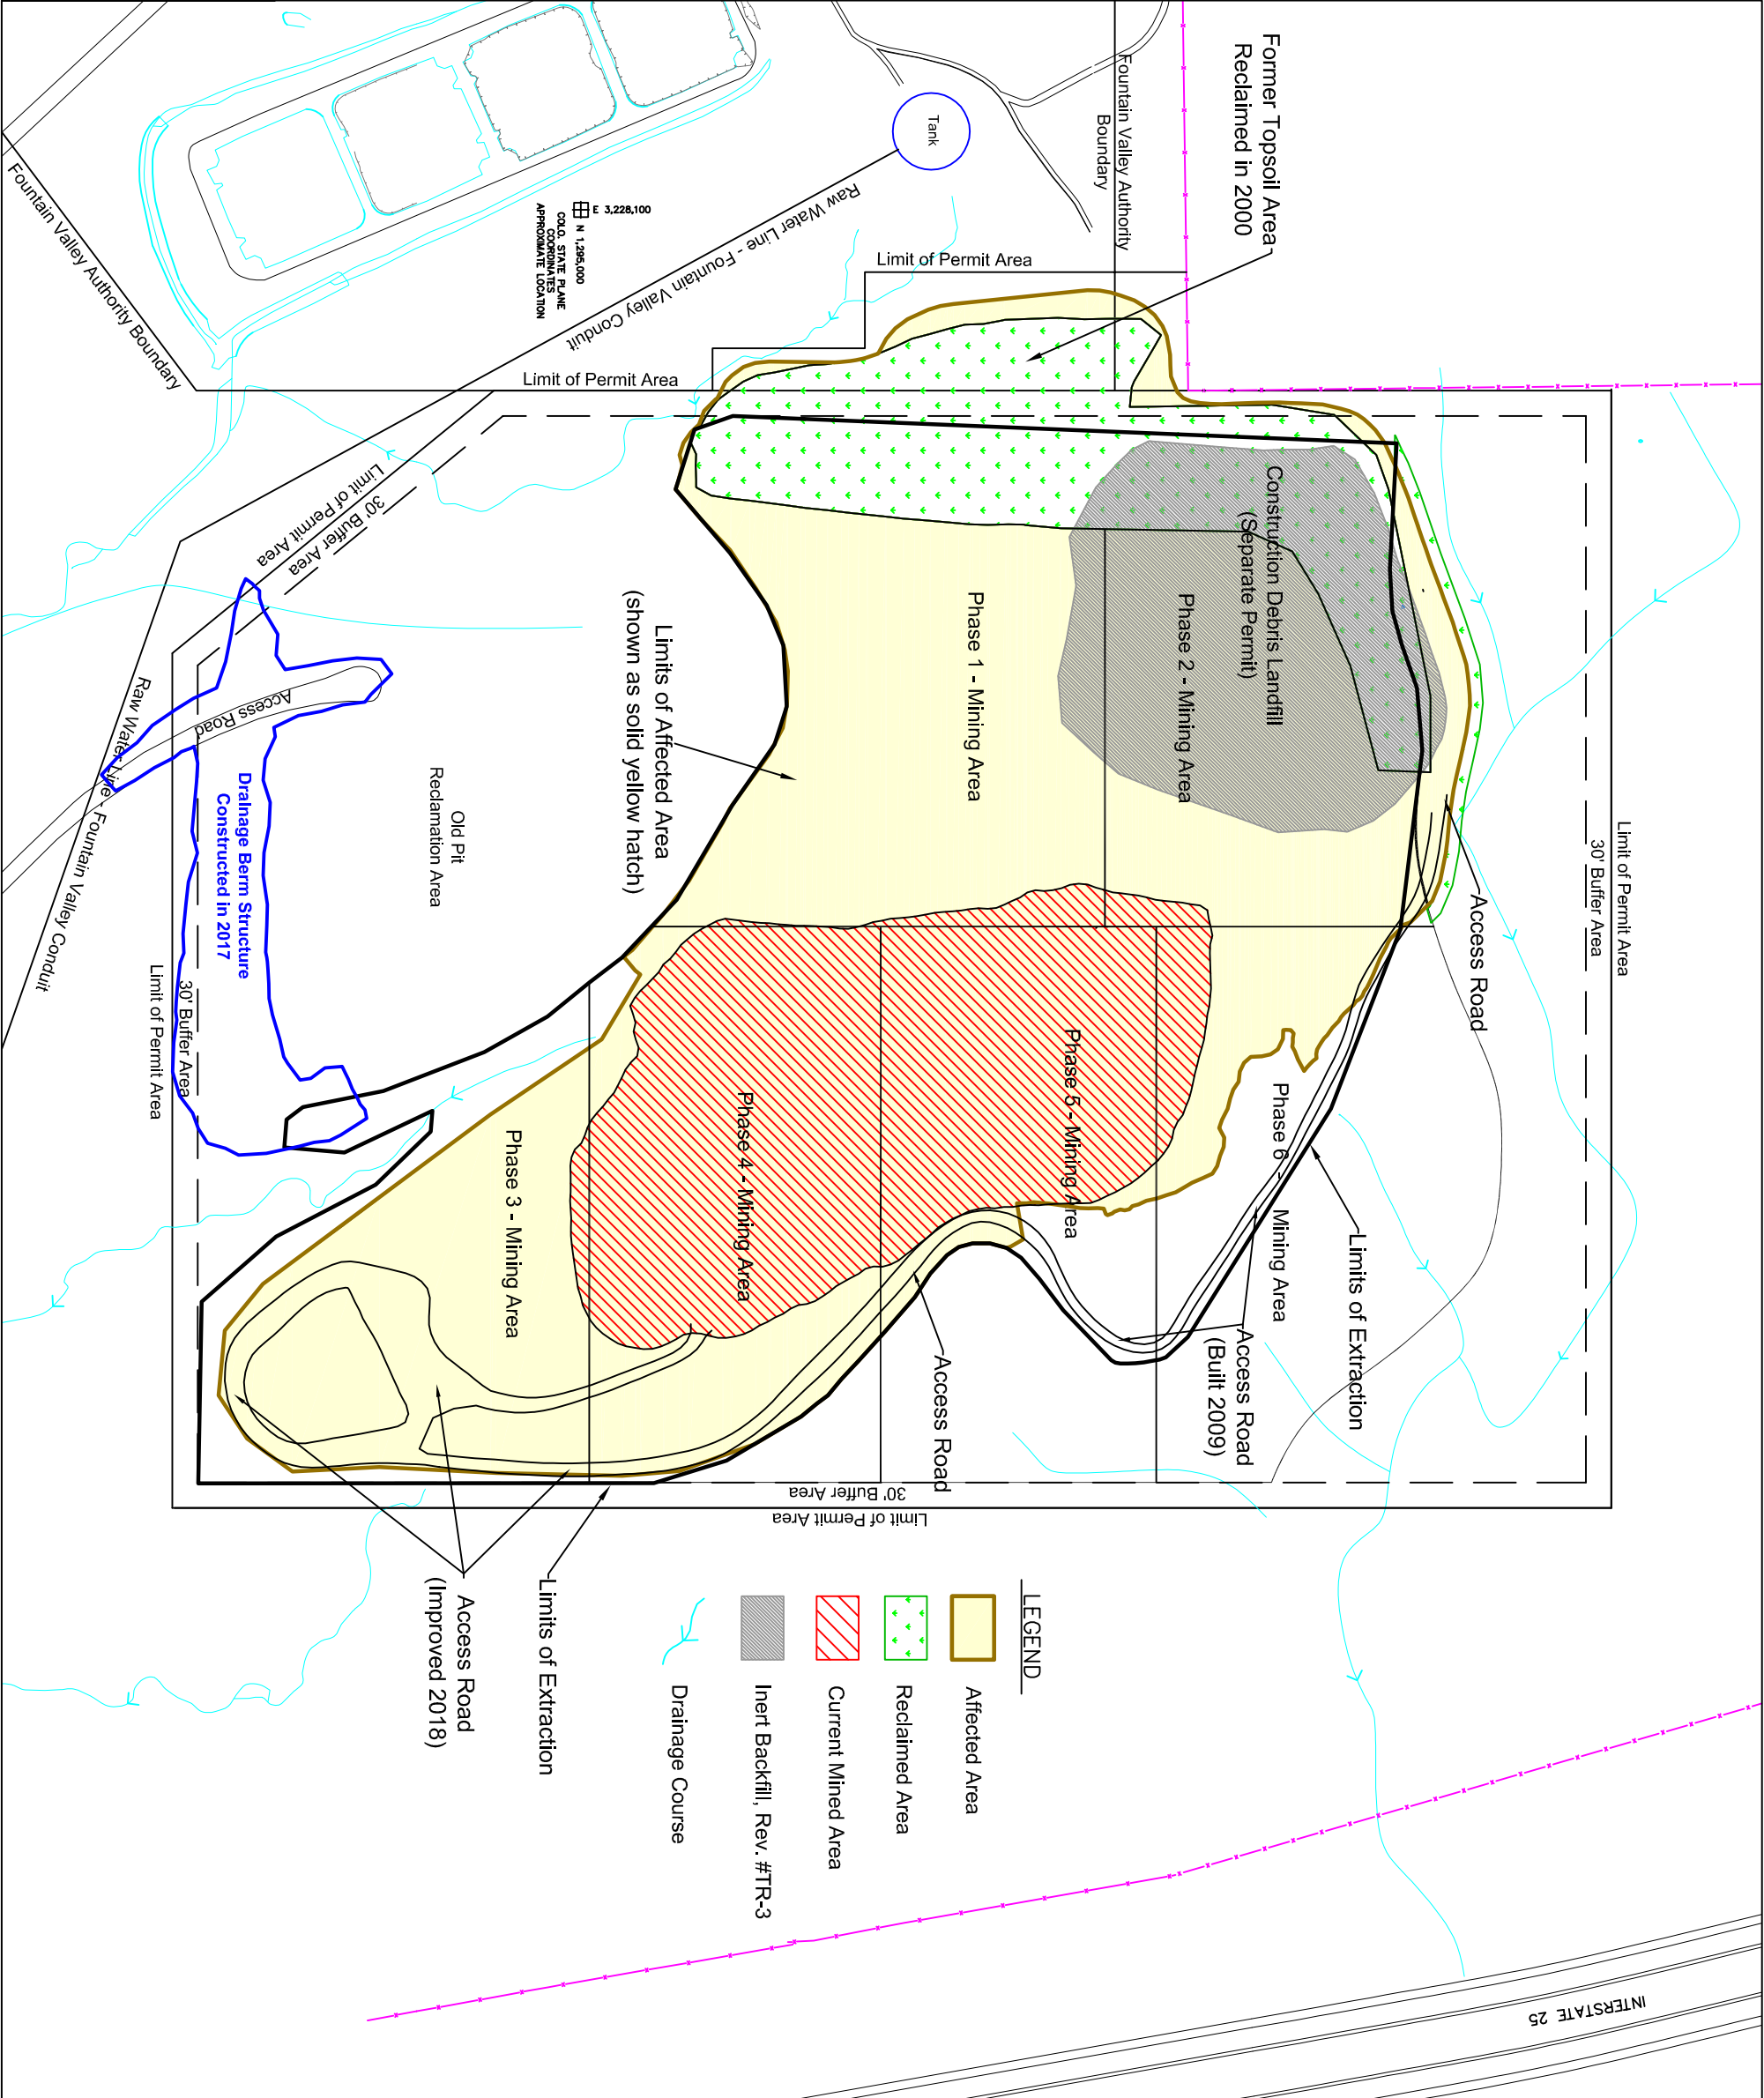 Former Topsoil Area
Reclaimed in 2000
Fountain Valley Authority
Boundary
Tank
Raw Water Line - Fountain Valley Conduit
E 3,228,100
N 1,295,000
COLO. STATE PLANE
COORDINATES
APPROXIMATE LOCATION
Fountain Valley Authority Boundary
Limit of Permit Area
Limit of Permit Area
Limit of Permit Area
30' Buffer Area
Construction Debris Landfill
(Separate Permit)
Phase 2 - Mining Area
Phase 1 - Mining Area
Limits of Affected Area
(shown as solid yellow hatch)
Access Road
Raw Water Line - Fountain Valley Conduit
Drainage Berm Structure
Constructed in 2017
Old Pit
Reclamation Area
Limit of Permit Area
30' Buffer Area
Access Road
30' Buffer Area
Limit of Permit Area
Phase 6 - Mining Area
Phase 5 - Mining Area
Phase 4 - Mining Area
Phase 3 - Mining Area
Limits of Extraction
Access Road
(Built 2009)
Access Road
30' Buffer Area
Limit of Permit Area
Limits of Extraction
Access Road
(Improved 2018)
LEGEND
Affected Area
Reclaimed Area
Current Mined Area
Inert Backfill, Rev. #TR-3
Drainage Course
INTERSTATE 25